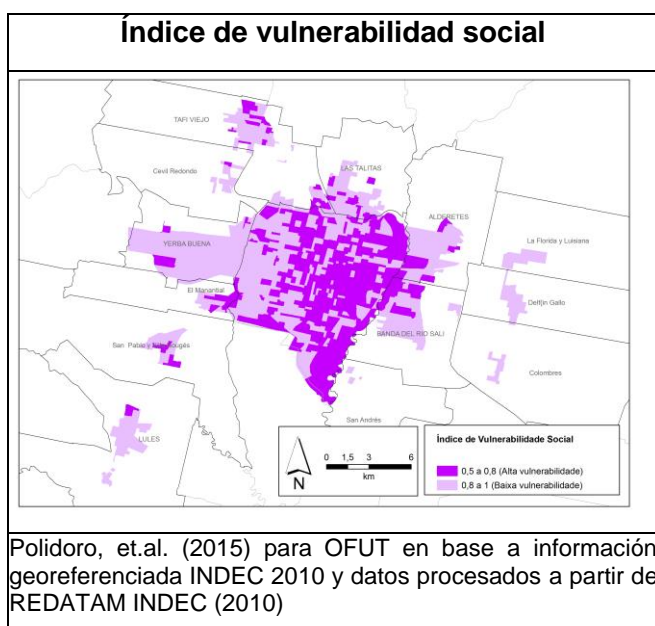 Índice de vulnerabilidad social
TAFI VIEJO
Cevil Redondo
LAS TALITAS
ALDERETES
YERBA BUENA
La Florida y Luisiana
El Manantial
Delfjn Gallo
BANDA DEL RIO SALI
San Pablo y
Colombres
San Andrés
LULES
N
0 1,5 3 6
km
Índice de Vulnerabilidade Social
0,5 a 0,8 (Alta vulnerabilidade)
0,8 a 1 (Baixa vulnerabilidade)
Polidoro, et.al. (2015) para OFUT en base a información
georeferenciada INDEC 2010 y datos procesados a partir de
REDATAM INDEC (2010)